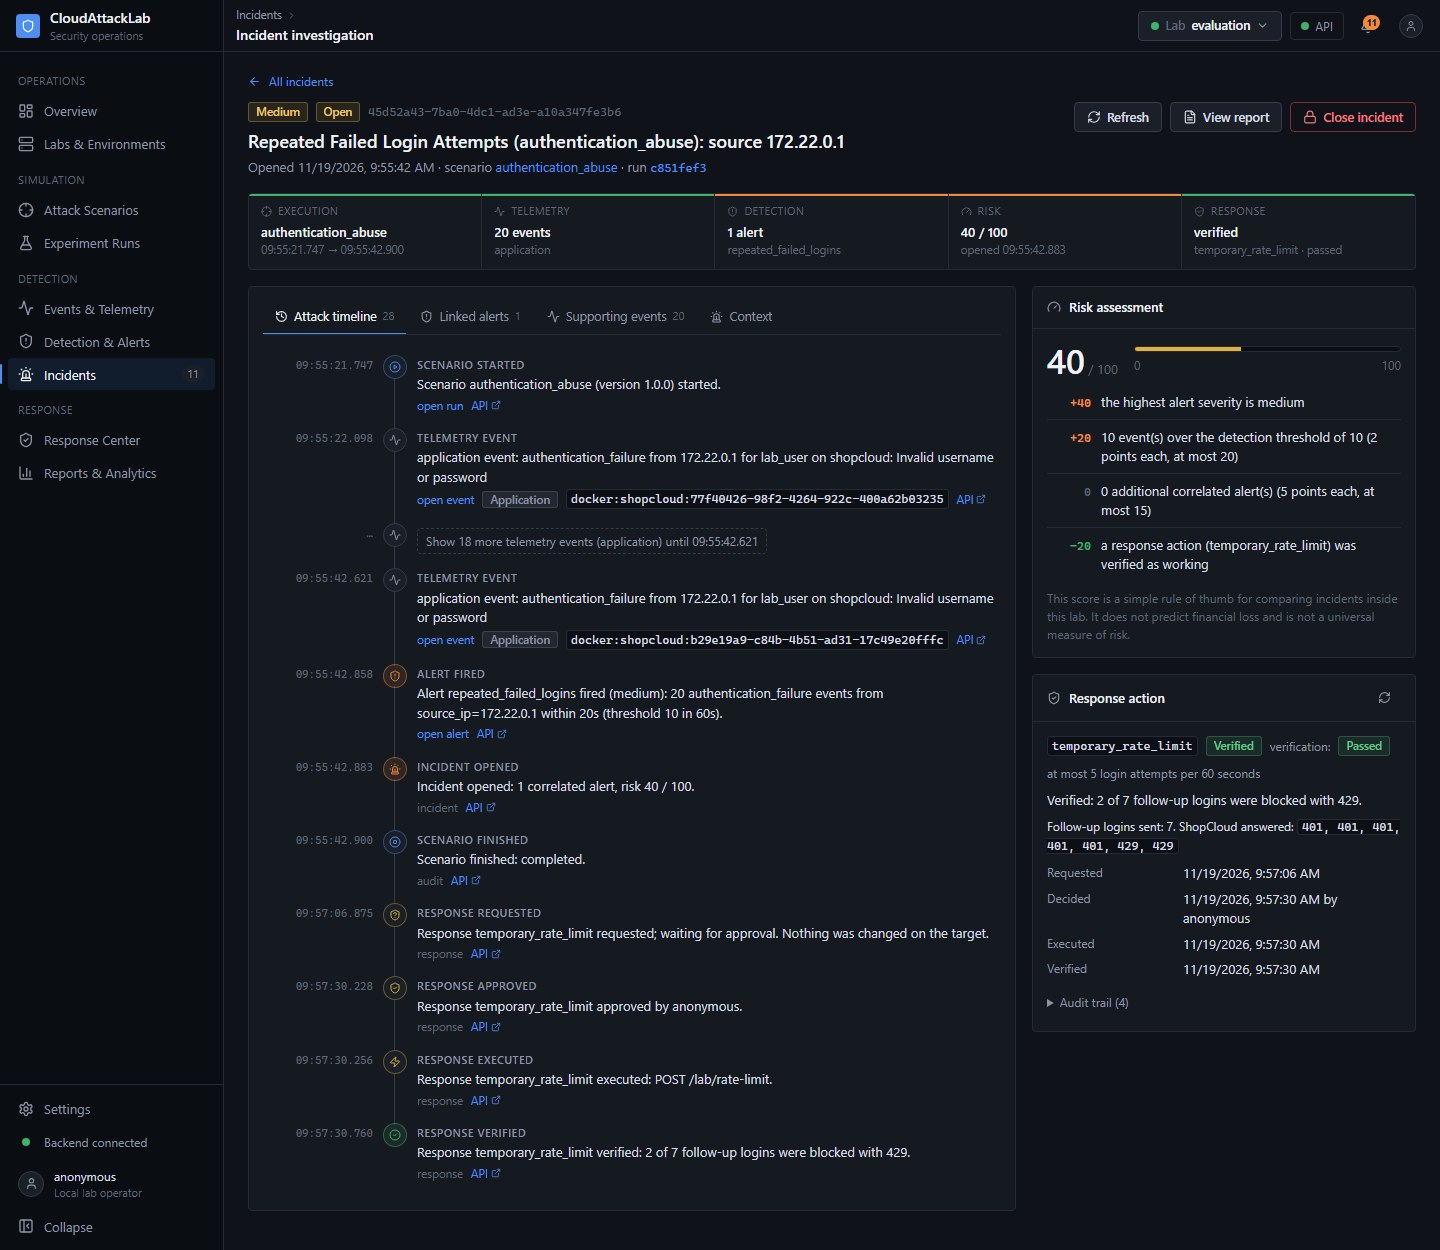 CloudAttackLab
Security operations
OPERATIONS
Overview
Labs & Environments
SIMULATION
Attack Scenarios
Experiment Runs
DETECTION
Events & Telemetry
Detection & Alerts
Incidents 11
RESPONSE
Response Center
Reports & Analytics
Settings
Backend connected
anonymous
Local lab operator
Collapse
Incidents
Incident investigation
Lab evaluation
API
11
All incidents
Medium Open 45d52a43-7ba0-4dc1-ad3e-a10a347fe3b6
Refresh
View report
Close incident
Repeated Failed Login Attempts (authentication_abuse): source 172.22.0.1
Opened 11/19/2026, 9:55:42 AM · scenario authentication_abuse · run c851fef3
EXECUTION
authentication_abuse
09:55:21.747 → 09:55:42.900
TELEMETRY
20 events
application
DETECTION
1 alert
repeated_failed_logins
RISK
40 / 100
opened 09:55:42.883
RESPONSE
verified
temporary_rate_limit · passed
Attack timeline 28
Linked alerts 1
Supporting events 20
Context
09:55:21.747 SCENARIO STARTED
Scenario authentication_abuse (version 1.0.0) started.
open run API
09:55:22.098 TELEMETRY EVENT
application event: authentication_failure from 172.22.0.1 for lab_user on shopcloud: Invalid username
or password
open event Application docker:shopcloud:77f40426-98f2-4264-922c-400a62b03235 API
… Show 18 more telemetry events (application) until 09:55:42.621
09:55:42.621 TELEMETRY EVENT
application event: authentication_failure from 172.22.0.1 for lab_user on shopcloud: Invalid username
or password
open event Application docker:shopcloud:b29e19a9-c84b-4b51-ad31-17c49e20fffc API
09:55:42.858 ALERT FIRED
Alert repeated_failed_logins fired (medium): 20 authentication_failure events from
source_ip=172.22.0.1 within 20s (threshold 10 in 60s).
open alert API
09:55:42.883 INCIDENT OPENED
Incident opened: 1 correlated alert, risk 40 / 100.
incident API
09:55:42.900 SCENARIO FINISHED
Scenario finished: completed.
audit API
09:57:06.875 RESPONSE REQUESTED
Response temporary_rate_limit requested; waiting for approval. Nothing was changed on the target.
response API
09:57:30.228 RESPONSE APPROVED
Response temporary_rate_limit approved by anonymous.
response API
09:57:30.256 RESPONSE EXECUTED
Response temporary_rate_limit executed: POST /lab/rate-limit.
response API
09:57:30.760 RESPONSE VERIFIED
Response temporary_rate_limit verified: 2 of 7 follow-up logins were blocked with 429.
response API
Risk assessment
40 / 100
0 100
+40 the highest alert severity is medium
+20 10 event(s) over the detection threshold of 10 (2
points each, at most 20)
0 0 additional correlated alert(s) (5 points each, at
most 15)
−20 a response action (temporary_rate_limit) was
verified as working
This score is a simple rule of thumb for comparing incidents inside
this lab. It does not predict financial loss and is not a universal
measure of risk.
Response action
temporary_rate_limit Verified verification: Passed
at most 5 login attempts per 60 seconds
Verified: 2 of 7 follow-up logins were blocked with 429.
Follow-up logins sent: 7. ShopCloud answered: 401, 401, 401,
401, 401, 429, 429
Requested 11/19/2026, 9:57:06 AM
Decided 11/19/2026, 9:57:30 AM by
anonymous
Executed 11/19/2026, 9:57:30 AM
Verified 11/19/2026, 9:57:30 AM
Audit trail (4)